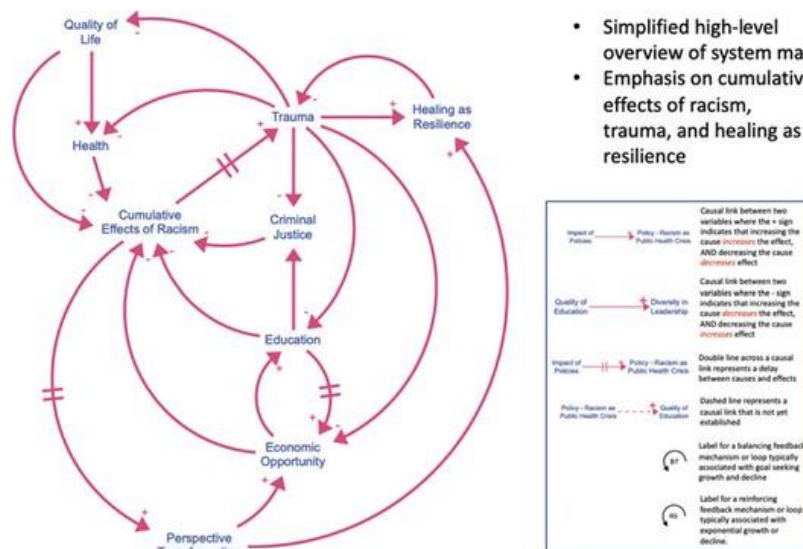 Quality of
Life
Health
Trauma
Healing as
Resilience
Cumulative
Effects of Racism
Criminal
Justice
Education
Economic
Opportunity
Perspective
• Simplified high-level
overview of system ma
• Emphasis on cumulativ
effects of racism,
trauma, and healing as
resilience
Impact of
Policies
Policy - Racism as
Public Health Crisis
Causal link between two
variables where the + sign
indicates that increasing the
cause increases the effect,
AND decreasing the cause
decreases effect
Quality of
Education
Diversity in
Leadership
Causal link between two
variables where the - sign
indicates that increasing the
cause decreases the effect,
AND decreasing the cause
increases effect
Impact of
Policies
Policy - Racism as
Public Health Crisis
Double line across a causal
link represents a delay
between causes and effects
Policy - Racism as
Public Health Crisis
Quality of
Education
Dashed line represents a
causal link that is not yet
established
Label for a balancing feedback
mechanism or loop typically
associated with goal seeking
growth and decline
Label for a reinforcing
feedback mechanism or loop
typically associated with
exponential growth or
decline.